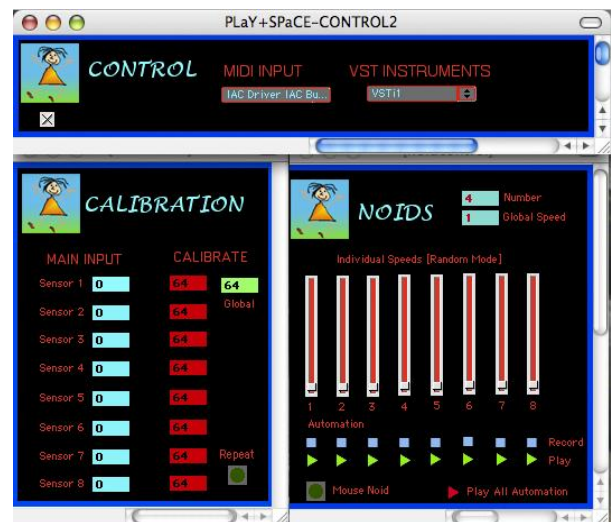 PLaY+SPaCE-CONTROL2
CONTROL
MIDI INPUT
VST INSTRUMENTS
IAC Driver IAC Bu...
VSTi1
CALIBRATION
MAIN INPUT
CALIBRATE
Sensor 1 0 64 64
Global
Sensor 2 0 64
Sensor 3 0 64
Sensor 4 0 64
Sensor 5 0 64
Sensor 6 0 64
Sensor 7 0 64 Repeat
Sensor 8 0 64
NOIDS
4 Number
1 Global Speed
Individual Speeds [Random Mode]
1 2 3 4 5 6 7 8
Automation
Record
Play
Mouse Noid
Play All Automation